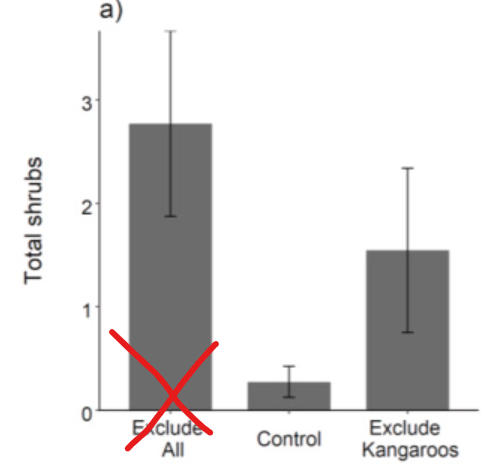 a)
Total shrubs
3
2
1
0
Exclude
All
Control
Exclude
Kangaroos